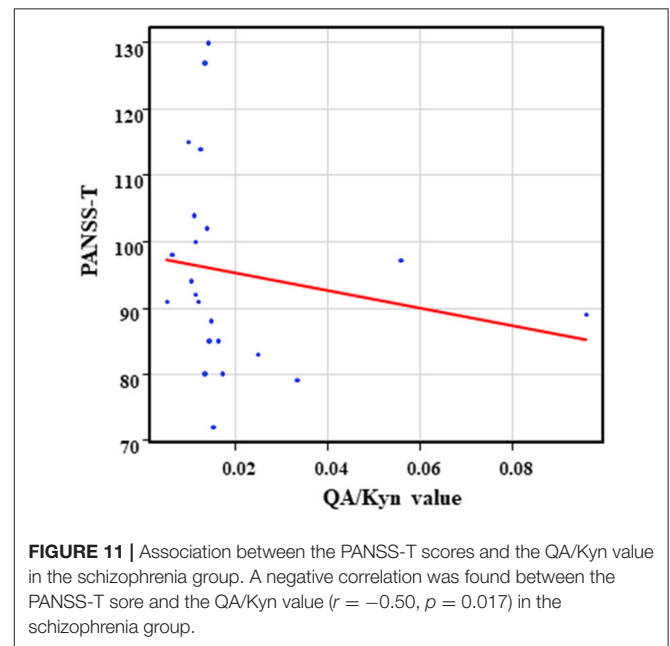 130
120
110
100
90
80
70
PANSS-T
0.02 0.04 0.06 0.08
QA/Kyn value
FIGURE 11 | Association between the PANSS-T scores and the QA/Kyn value
in the schizophrenia group. A negative correlation was found between the
PANSS-T sore and the QA/Kyn value (r = −0.50, p = 0.017) in the
schizophrenia group.